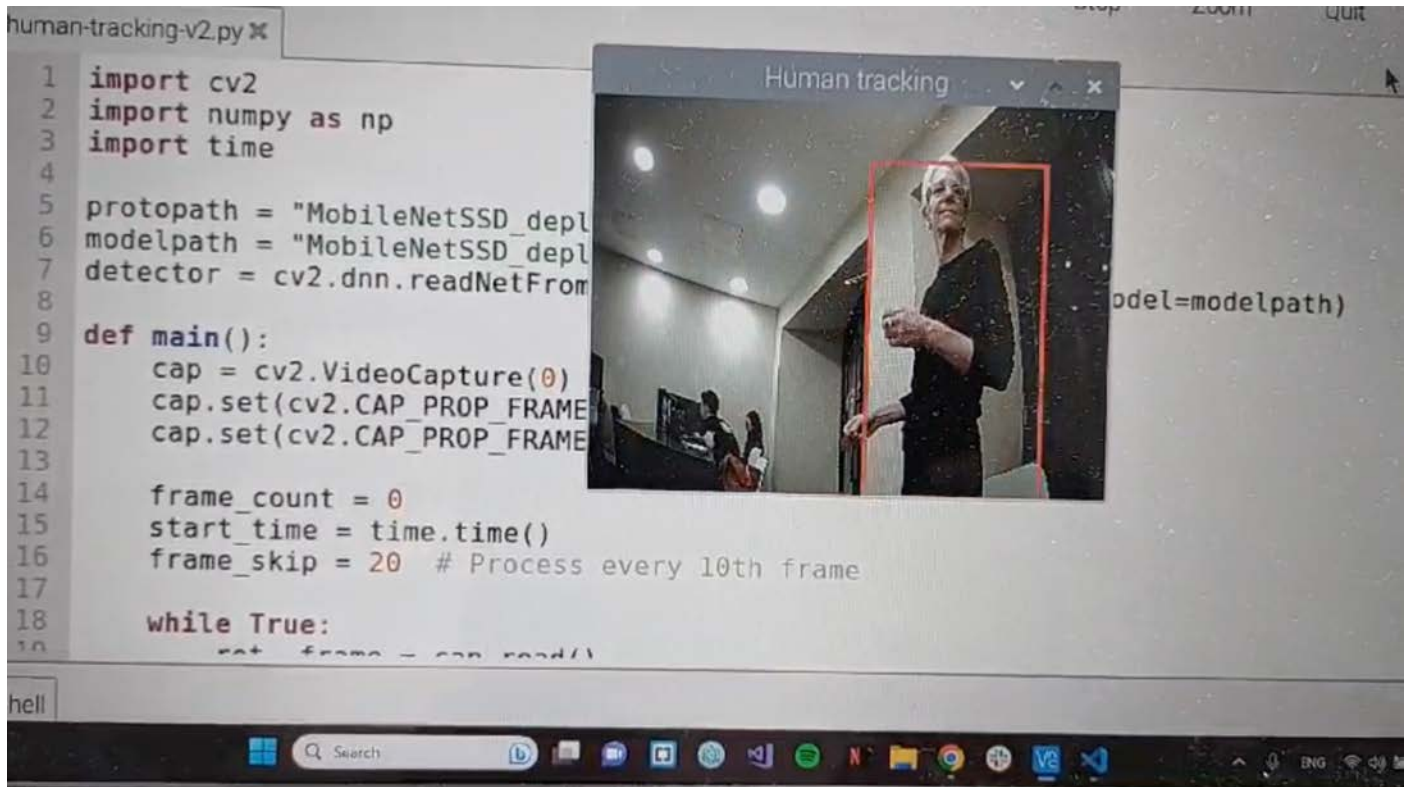 human-tracking-v2.py
Zoom
Quit
Human tracking
1 import cv2
2 import numpy as np
3 import time
4
5 protopath = "MobileNetSSD_depl
6 modelpath = "MobileNetSSD_depl
7 detector = cv2.dnn.readNetFrom odel=modelpath)
8
9 def main():
10 cap = cv2.VideoCapture(0)
11 cap.set(cv2.CAP_PROP_FRAME
12 cap.set(cv2.CAP_PROP_FRAME
13
14 frame_count = 0
15 start_time = time.time()
16 frame_skip = 20 # Process every 10th frame
17
18 while True:
hell
Search
N
VS
ENG